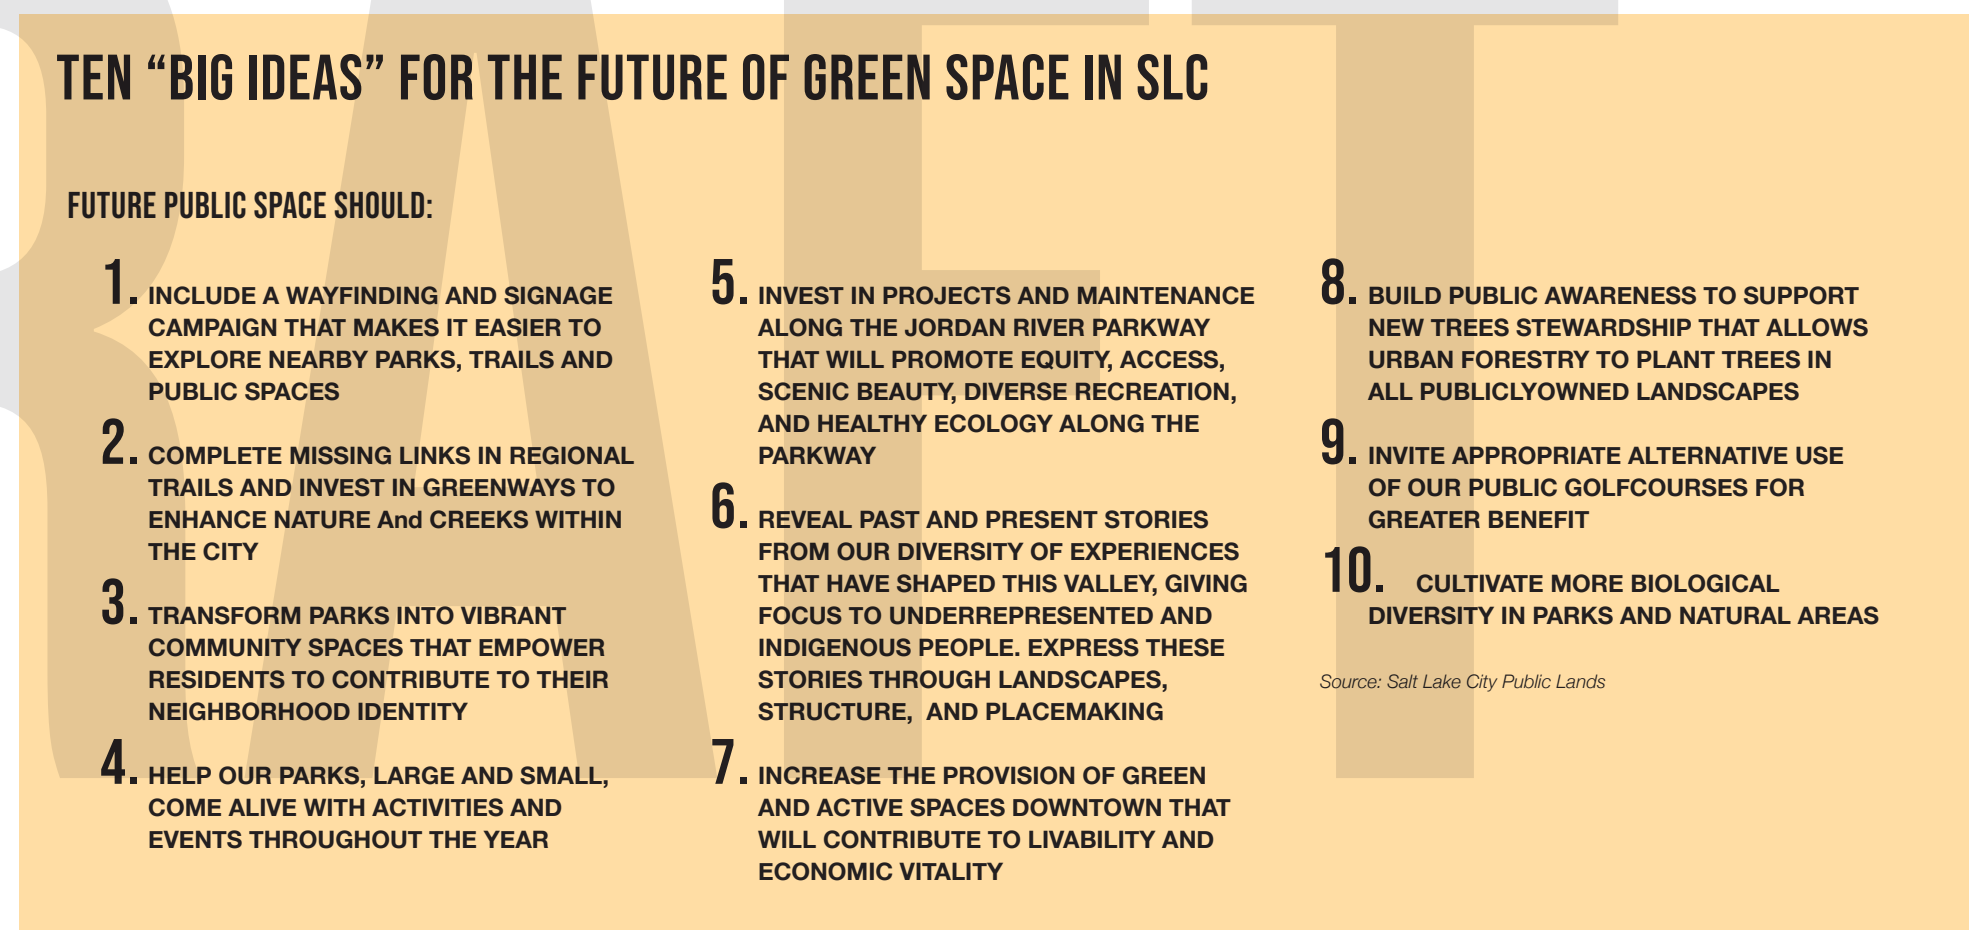 TEN “BIG IDEAS” FOR THE FUTURE OF GREEN SPACE IN SLC
FUTURE PUBLIC SPACE SHOULD:
1. INCLUDE A WAYFINDING AND SIGNAGE
CAMPAIGN THAT MAKES IT EASIER TO
EXPLORE NEARBY PARKS, TRAILS AND
PUBLIC SPACES
2. COMPLETE MISSING LINKS IN REGIONAL
TRAILS AND INVEST IN GREENWAYS TO
ENHANCE NATURE And CREEKS WITHIN
THE CITY
3. TRANSFORM PARKS INTO VIBRANT
COMMUNITY SPACES THAT EMPOWER
RESIDENTS TO CONTRIBUTE TO THEIR
NEIGHBORHOOD IDENTITY
4. HELP OUR PARKS, LARGE AND SMALL,
COME ALIVE WITH ACTIVITIES AND
EVENTS THROUGHOUT THE YEAR
5. INVEST IN PROJECTS AND MAINTENANCE
ALONG THE JORDAN RIVER PARKWAY
THAT WILL PROMOTE EQUITY, ACCESS,
SCENIC BEAUTY, DIVERSE RECREATION,
AND HEALTHY ECOLOGY ALONG THE
PARKWAY
6. REVEAL PAST AND PRESENT STORIES
FROM OUR DIVERSITY OF EXPERIENCES
THAT HAVE SHAPED THIS VALLEY, GIVING
FOCUS TO UNDERREPRESENTED AND
INDIGENOUS PEOPLE. EXPRESS THESE
STORIES THROUGH LANDSCAPES,
STRUCTURE,  AND PLACEMAKING
7. INCREASE THE PROVISION OF GREEN
AND ACTIVE SPACES DOWNTOWN THAT
WILL CONTRIBUTE TO LIVABILITY AND
ECONOMIC VITALITY
8. BUILD PUBLIC AWARENESS TO SUPPORT
NEW TREES STEWARDSHIP THAT ALLOWS
URBAN FORESTRY TO PLANT TREES IN
ALL PUBLICLYOWNED LANDSCAPES
9. INVITE APPROPRIATE ALTERNATIVE USE
OF OUR PUBLIC GOLFCOURSES FOR
GREATER BENEFIT
10. CULTIVATE MORE BIOLOGICAL
DIVERSITY IN PARKS AND NATURAL AREAS
Source: Salt Lake City Public Lands
RAFT